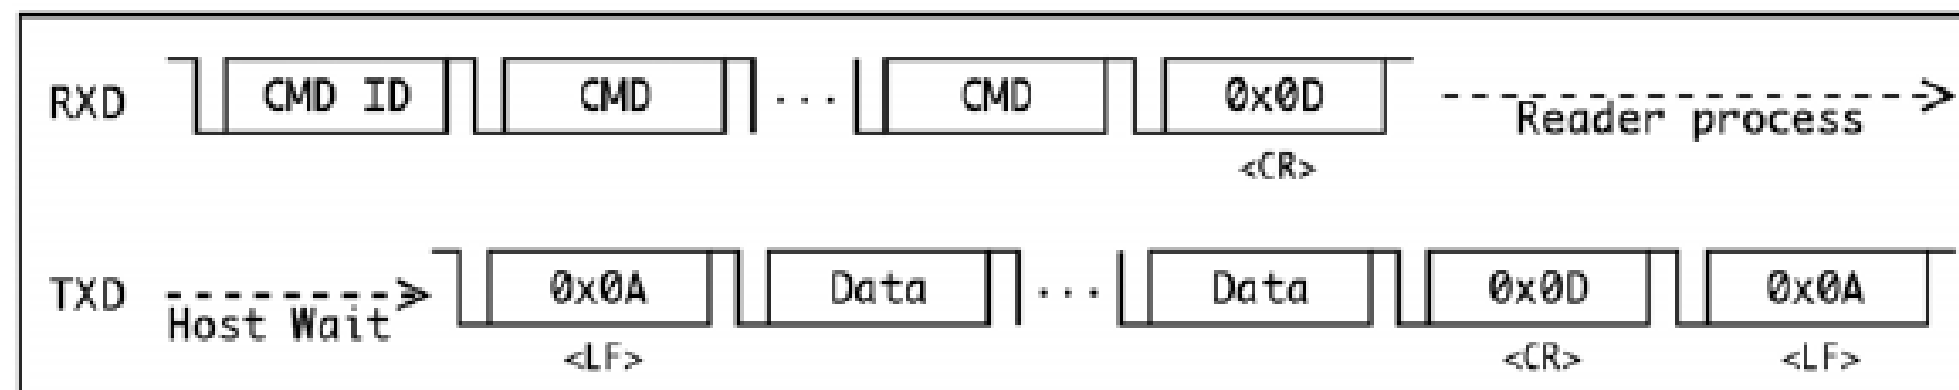 RXD CMD ID CMD ... CMD 0x0D Reader process
<CR>
TXD Host Wait 0x0A Data ... Data 0x0D 0x0A
<LF> <CR> <LF>